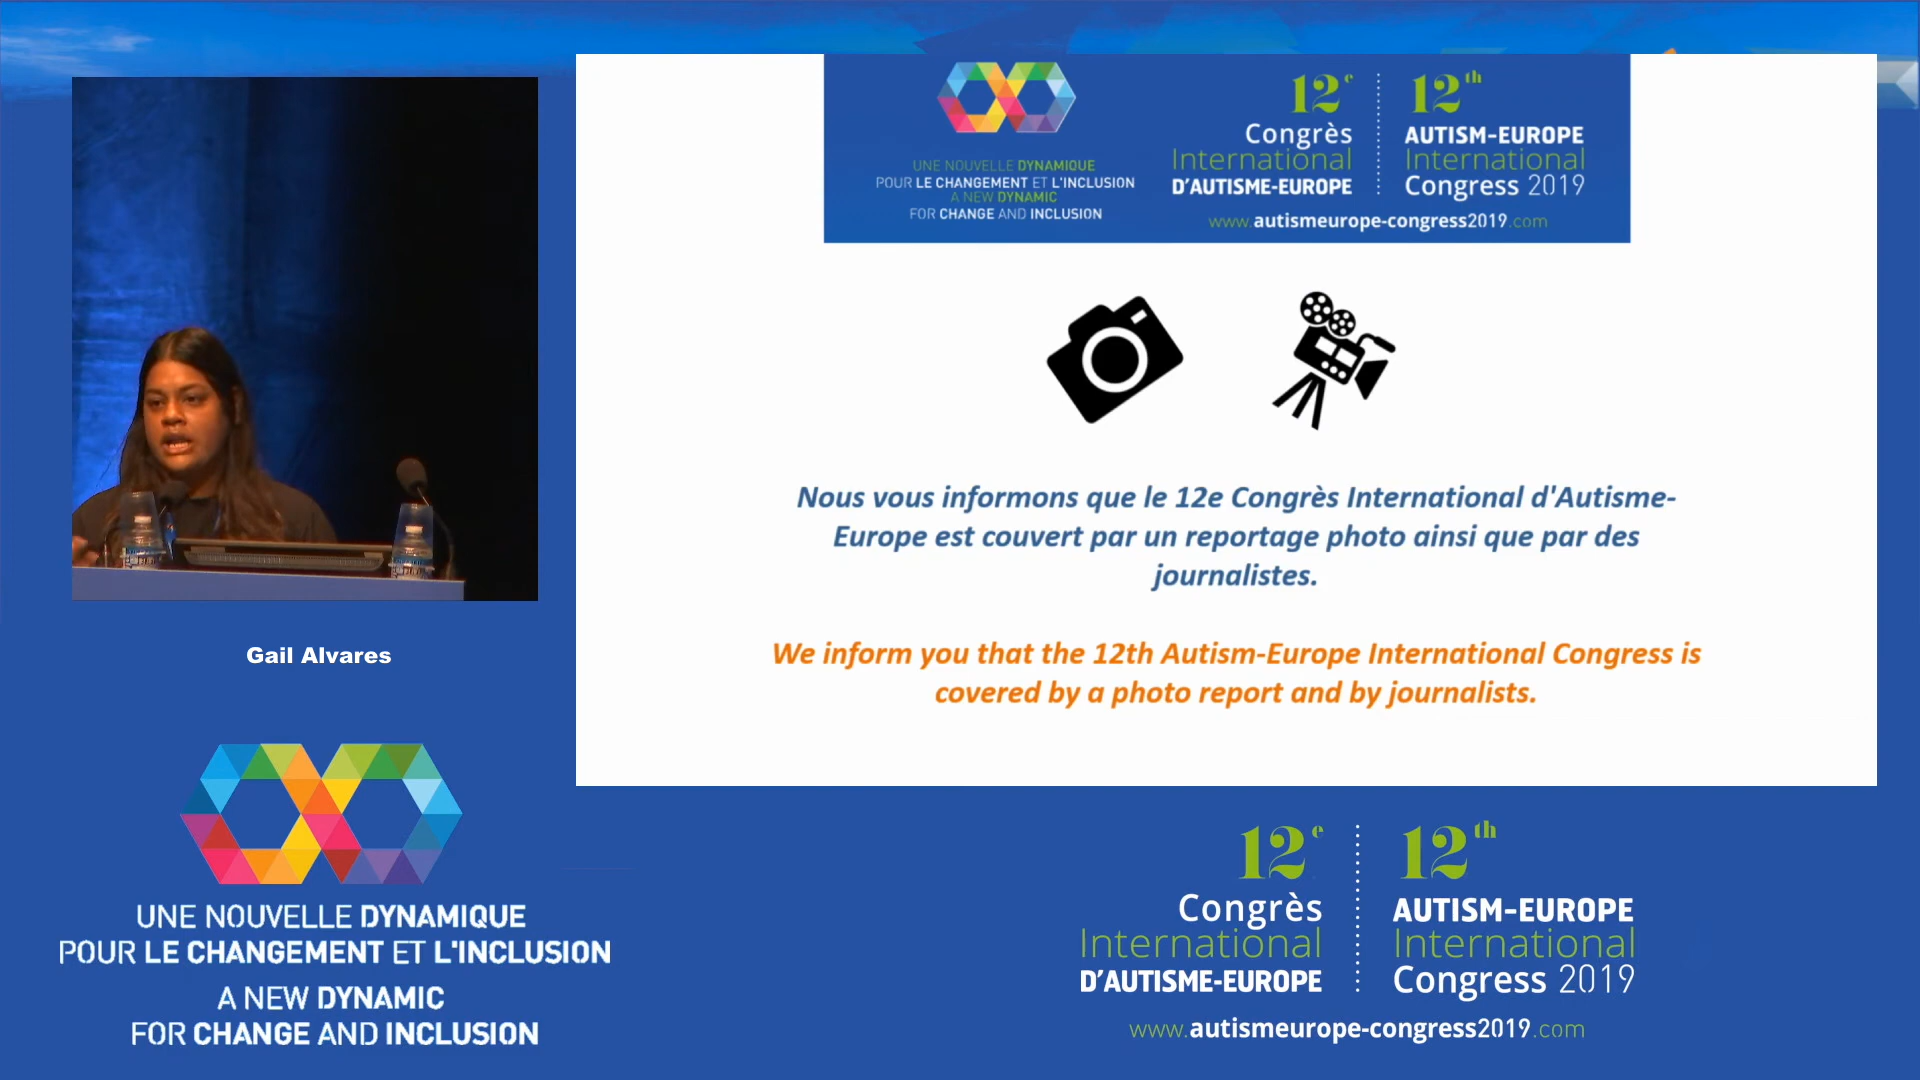 12e
Congrès
International
D'AUTISME-EUROPE
12th
AUTISM-EUROPE
International
Congress 2019
www.autismeurope-congress2019.com
UNE NOUVELLE DYNAMIQUE
POUR LE CHANGEMENT ET L'INCLUSION
A NEW DYNAMIC
FOR CHANGE AND INCLUSION
Nous vous informons que le 12e Congrès International d'Autisme-
Europe est couvert par un reportage photo ainsi que par des
journalistes.
We inform you that the 12th Autism-Europe International Congress is
covered by a photo report and by journalists.
Gail Alvares
UNE NOUVELLE DYNAMIQUE
POUR LE CHANGEMENT ET L'INCLUSION
A NEW DYNAMIC
FOR CHANGE AND INCLUSION
12e
Congrès
International
D'AUTISME-EUROPE
12th
AUTISM-EUROPE
International
Congress 2019
www.autismeurope-congress2019.com